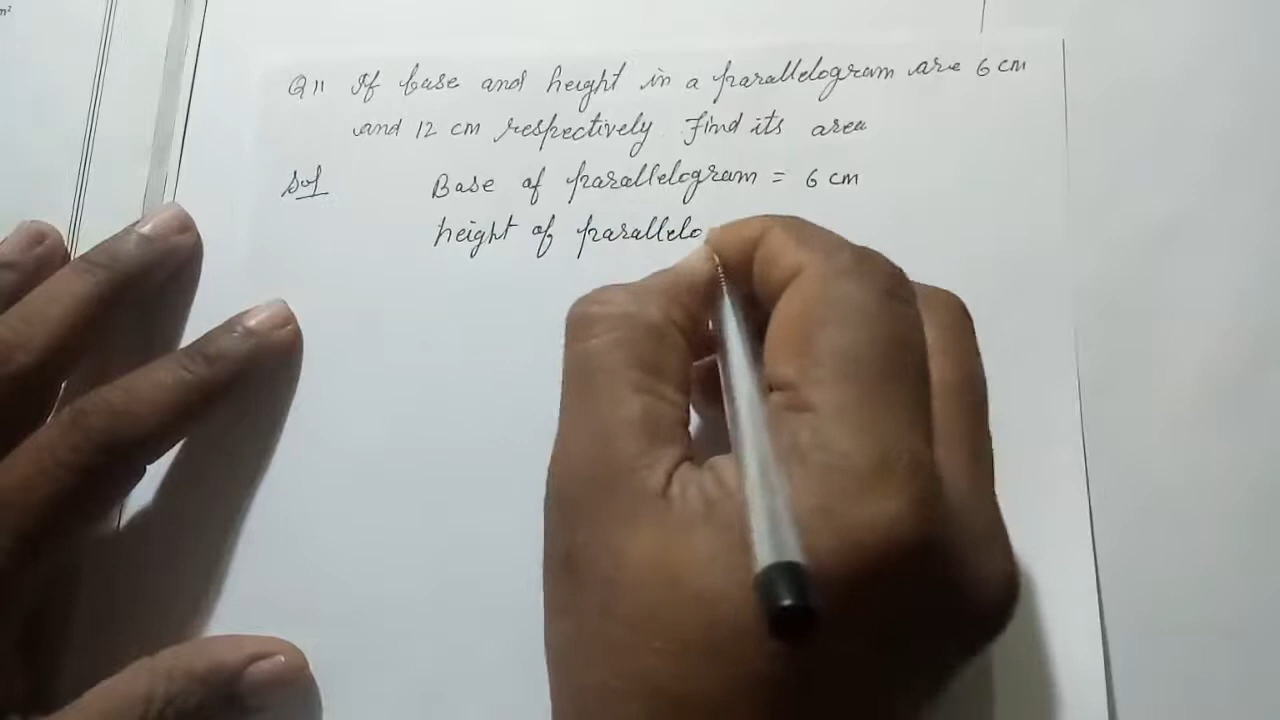 m²
Q11 If base and height in a parallelogram are 6 cm
and 12 cm respectively. Find its area
Sol Base of parallelogram = 6 cm
height of parallelo